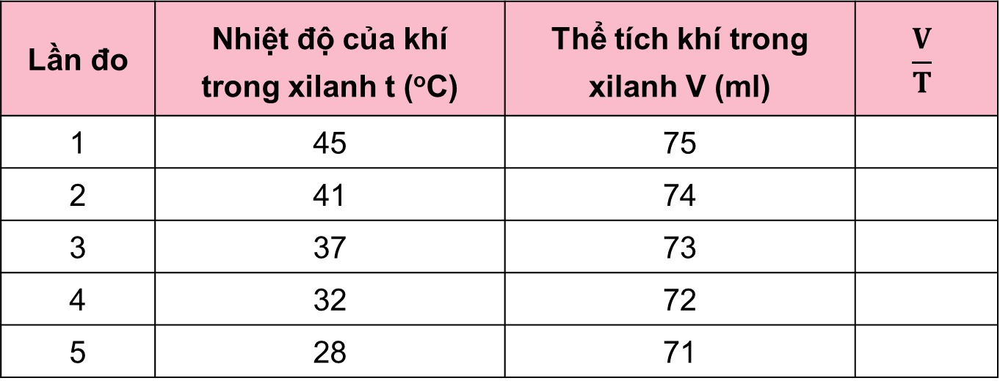 Lần đo
Nhiệt độ của khí
trong xilanh t (°C)
Thể tích khí trong
xilanh V (ml)
V
T
1 45 75
2 41 74
3 37 73
4 32 72
5 28 71